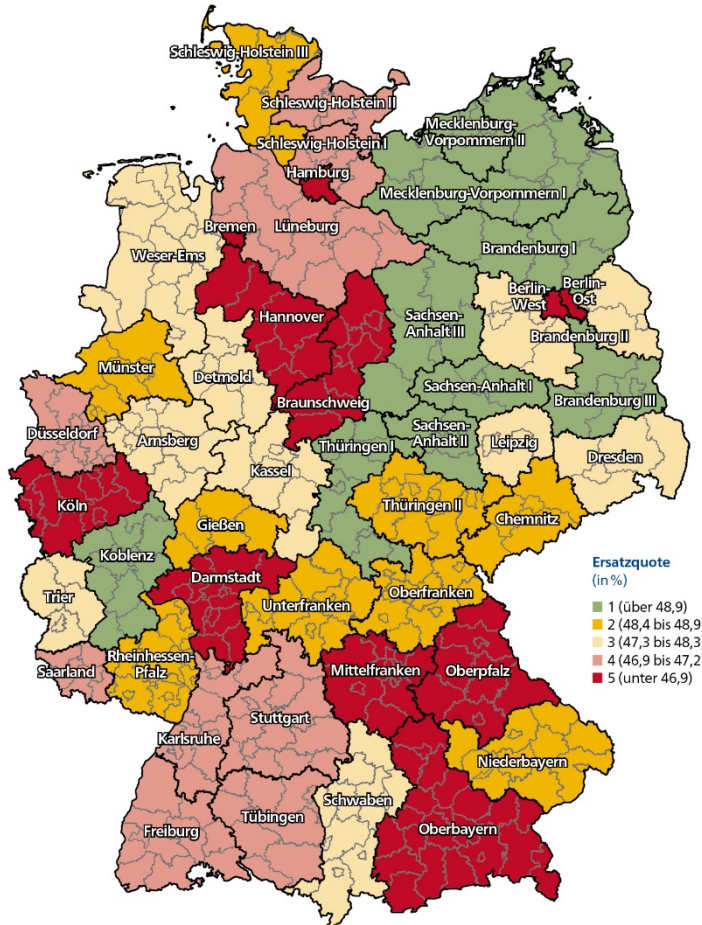 Schleswig-Holstein III
Schleswig-Holstein II
Mecklenburg-
Vorpommern II
Schleswig-Holstein I
Hamburg
Mecklenburg-Vorpommern I
Bremen
Lüneburg
Weser-Ems
Brandenburg I
Berlin-
West
Berlin-
Ost
Hannover
Sachsen-
Anhalt III
Brandenburg II
Münster
Detmold
Braunschweig
Sachsen-Anhalt I
Brandenburg III
Düsseldorf
Arnsberg
Thüringen I
Sachsen-
Anhalt II
Leipzig
Dresden
Kassel
Köln
Thüringen II
Chemnitz
Gießen
Koblenz
Darmstadt
Unterfranken
Oberfranken
Trier
Saarland
Rheinhessen-
Pfalz
Mittelfranken
Oberpfalz
Stuttgart
Karlsruhe
Niederbayern
Schwaben
Freiburg
Tübingen
Oberbayern
Ersatzquote
(in %)
1 (über 48,9)
2 (48,4 bis 48,9)
3 (47,3 bis 48,3)
4 (46,9 bis 47,2)
5 (unter 46,9)